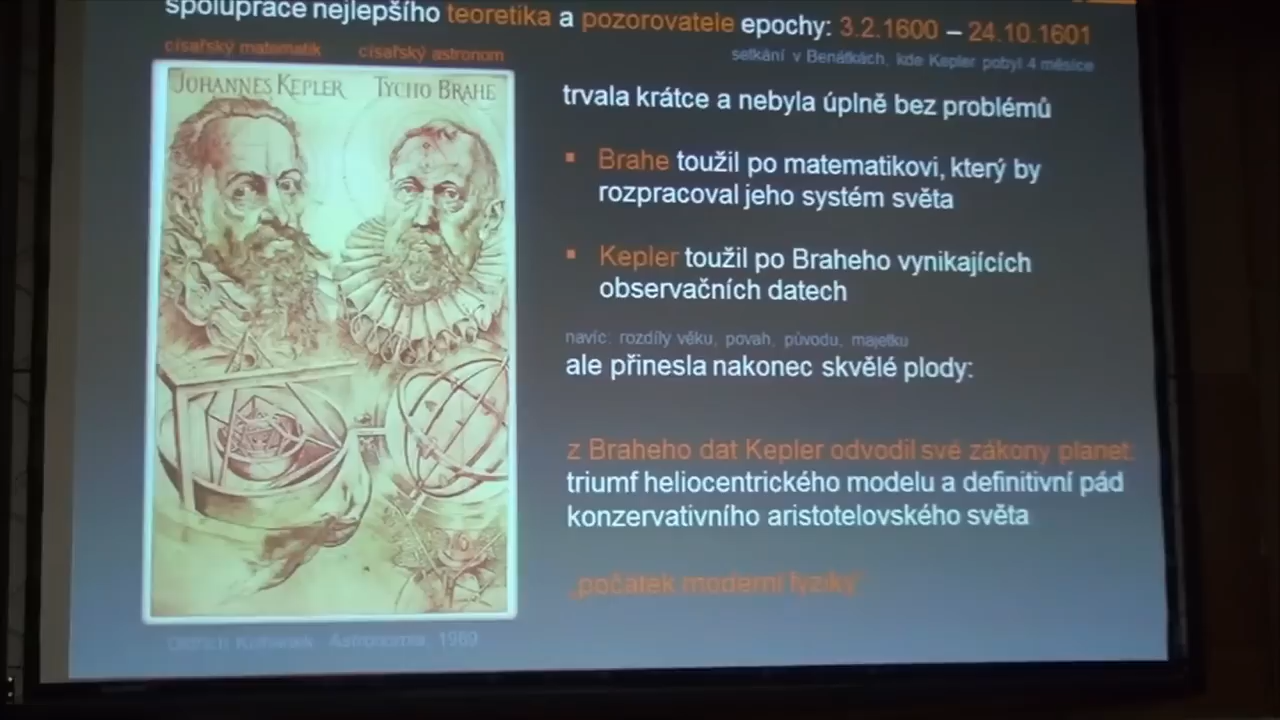 spolupráce nejlepšího teoretika a pozorovatele epochy: 3.2.1600 – 24.10.1601
císařský matematik císařský astronom
setkání v Benátkách, kde Kepler pobyl 4 měsíce
JOHANNES KEPLER TYCHO BRAHE
trvala krátce a nebyla úplně bez problémů
▪ Brahe toužil po matematikovi, který by
rozpracoval jeho systém světa
▪ Kepler toužil po Braheho vynikajících
observačních datech
navíc: rozdíly věku, povah, původu, majetku
ale přinesla nakonec skvělé plody:
z Braheho dat Kepler odvodil své zákony planet:
triumf heliocentrického modelu a definitivní pád
konzervativního aristotelovského světa
„počátek moderní fyziky“
Astronomie, 1989